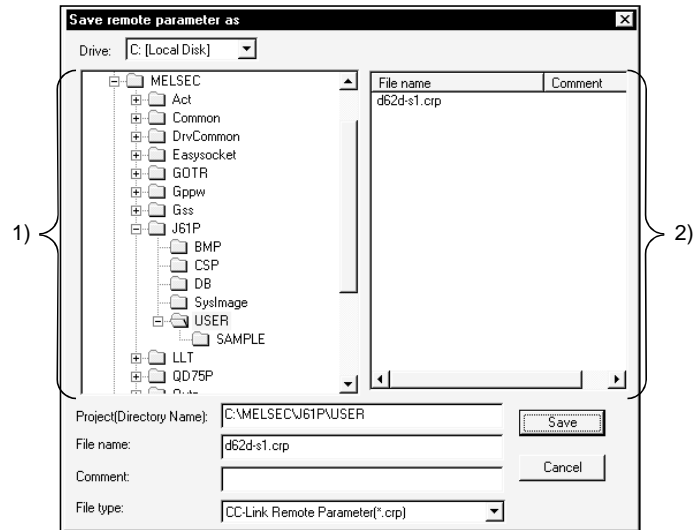 Save remote parameter as
Drive: C: [Local Disk]
MELSEC
Act
Common
DrvCommon
Easysocket
GOTR
Gppw
Gss
J61P
BMP
CSP
DB
SysImage
USER
SAMPLE
LLT
QD75P
1)
File name Comment
d62d-s1.crp
2)
Project(Directory Name): C:\MELSEC\J61P\USER
Save
File name: d62d-s1.crp
Comment:
Cancel
File type: CC-Link Remote Parameter(*.crp)